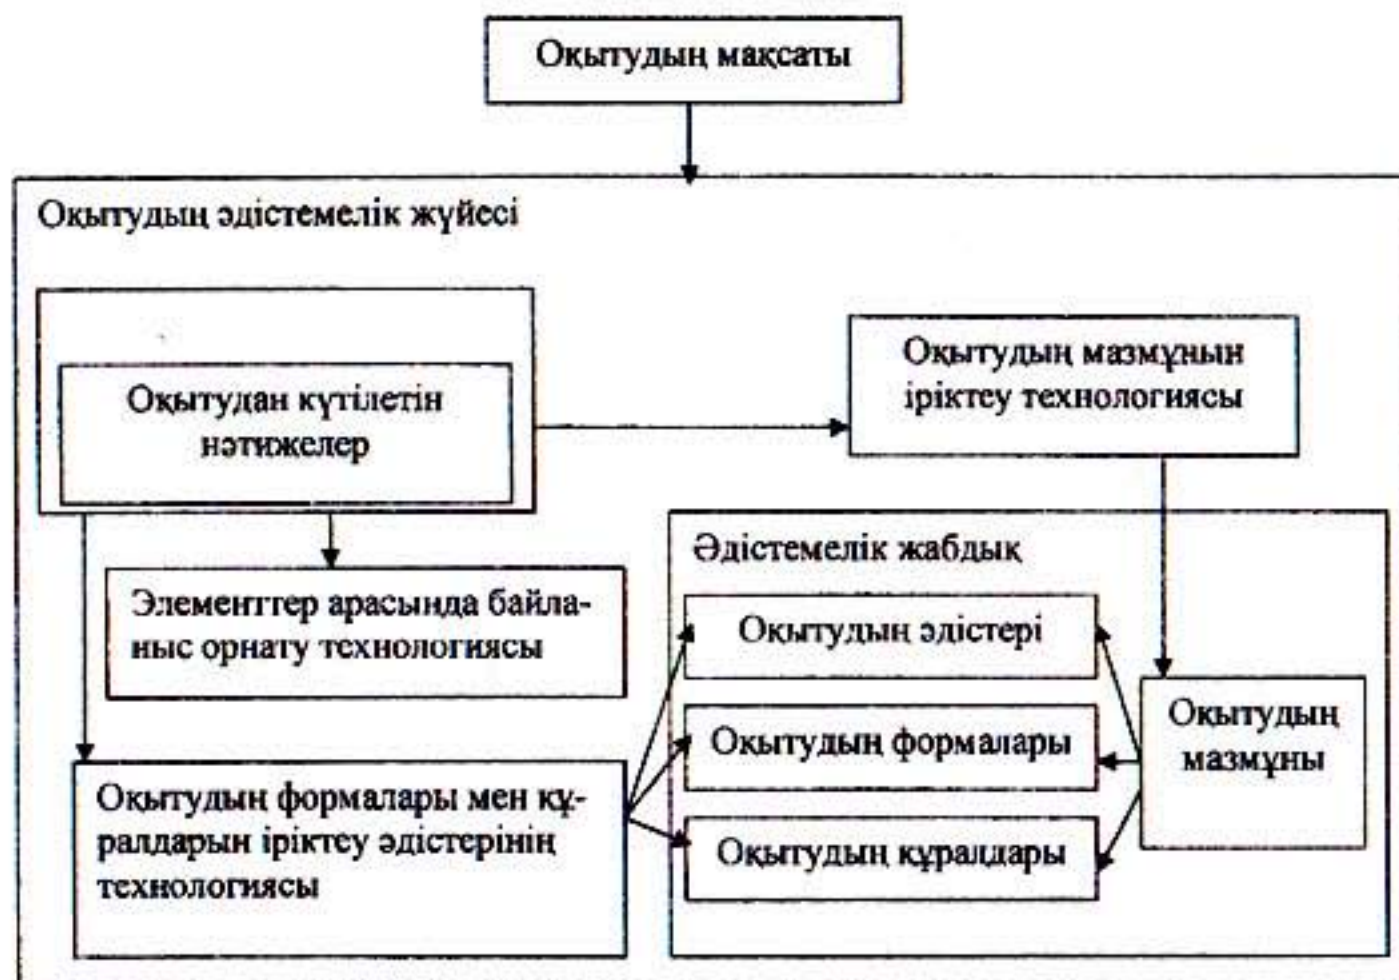 Оқытудың мақсаты
Оқытудың әдістемелік жүйесі
Оқытудан күтілетін
нәтижелер
Оқытудың мазмұнын
іріктеу технологиясы
Элементтер арасында байла-
ныс орнату технологиясы
Әдістемелік жабдық
Оқытудың әдістері
Оқытудың формалары
Оқытудың құралдары
Оқытудың
мазмұны
Оқытудың формалары мен құ-
ралдарын іріктеу әдістерінің
технологиясы